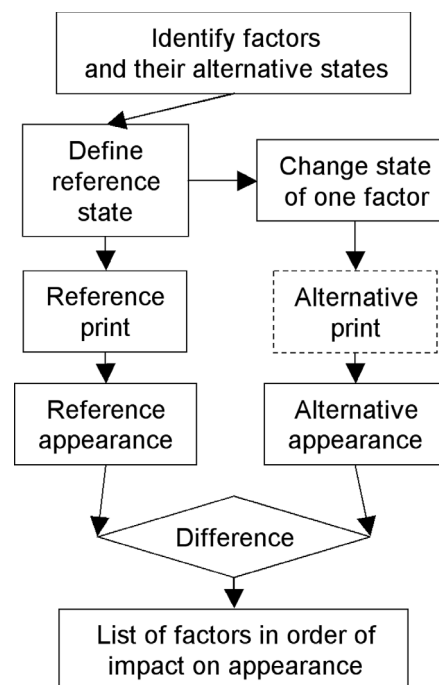 Identify factors
and their alternative states
Define
reference
state
Change state
of one factor
Reference
print
Alternative
print
Reference
appearance
Alternative
appearance
Difference
List of factors in order of
impact on appearance